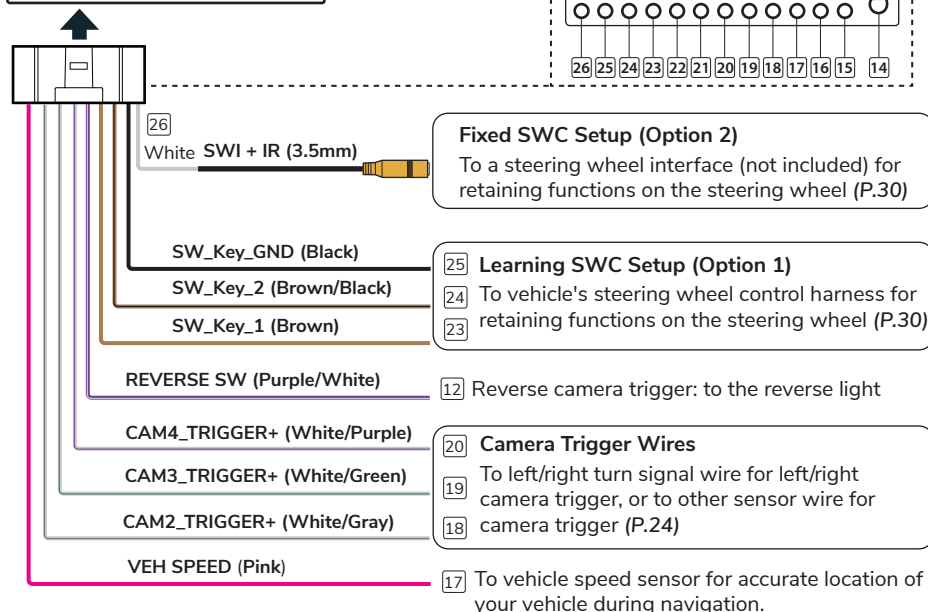 26 25 24 23 22 21 20 19 18 17 16 15 14
26
White SWI + IR (3.5mm)
Fixed SWC Setup (Option 2)
To a steering wheel interface (not included) for
retaining functions on the steering wheel (P.30)
SW_Key_GND (Black)
SW_Key_2 (Brown/Black)
SW_Key_1 (Brown)
25 Learning SWC Setup (Option 1)
24 To vehicle's steering wheel control harness for
23 retaining functions on the steering wheel (P.30)
REVERSE SW (Purple/White)
12 Reverse camera trigger: to the reverse light
CAM4_TRIGGER+ (White/Purple)
CAM3_TRIGGER+ (White/Green)
CAM2_TRIGGER+ (White/Gray)
20 Camera Trigger Wires
To left/right turn signal wire for left/right
19 camera trigger, or to other sensor wire for
18 camera trigger (P.24)
VEH SPEED (Pink)
17 To vehicle speed sensor for accurate location of
your vehicle during navigation.